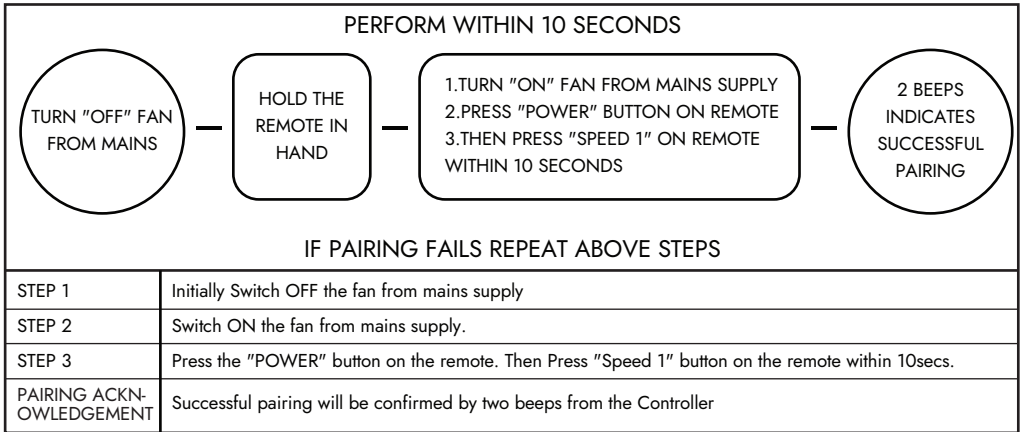 PERFORM WITHIN 10 SECONDS
TURN "OFF" FAN
FROM MAINS
HOLD THE
REMOTE IN
HAND
1.TURN "ON" FAN FROM MAINS SUPPLY
2.PRESS "POWER" BUTTON ON REMOTE
3.THEN PRESS "SPEED 1" ON REMOTE
WITHIN 10 SECONDS
2 BEEPS
INDICATES
SUCCESSFUL
PAIRING
IF PAIRING FAILS REPEAT ABOVE STEPS
STEP 1 Initially Switch OFF the fan from mains supply
STEP 2 Switch ON the fan from mains supply.
STEP 3 Press the "POWER" button on the remote. Then Press "Speed 1" button on the remote within 10secs.
PAIRING ACKN-
OWLEDGEMENT
Successful pairing will be confirmed by two beeps from the Controller